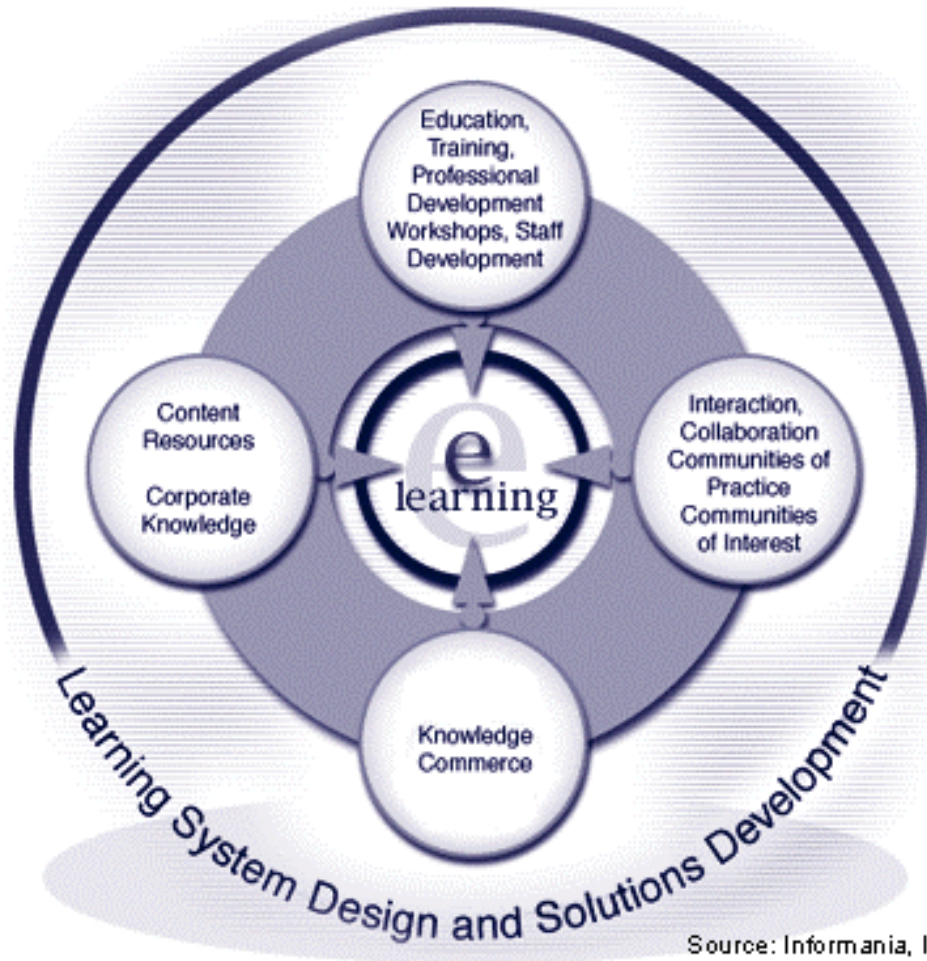 Education,
Training,
Professional
Development
Workshops, Staff
Development
Content
Resources
Corporate
Knowledge
e
learning
Interaction,
Collaboration
Communities of
Practice
Communities
of Interest
Knowledge
Commerce
Learning System Design and Solutions Development
Source: Informania,